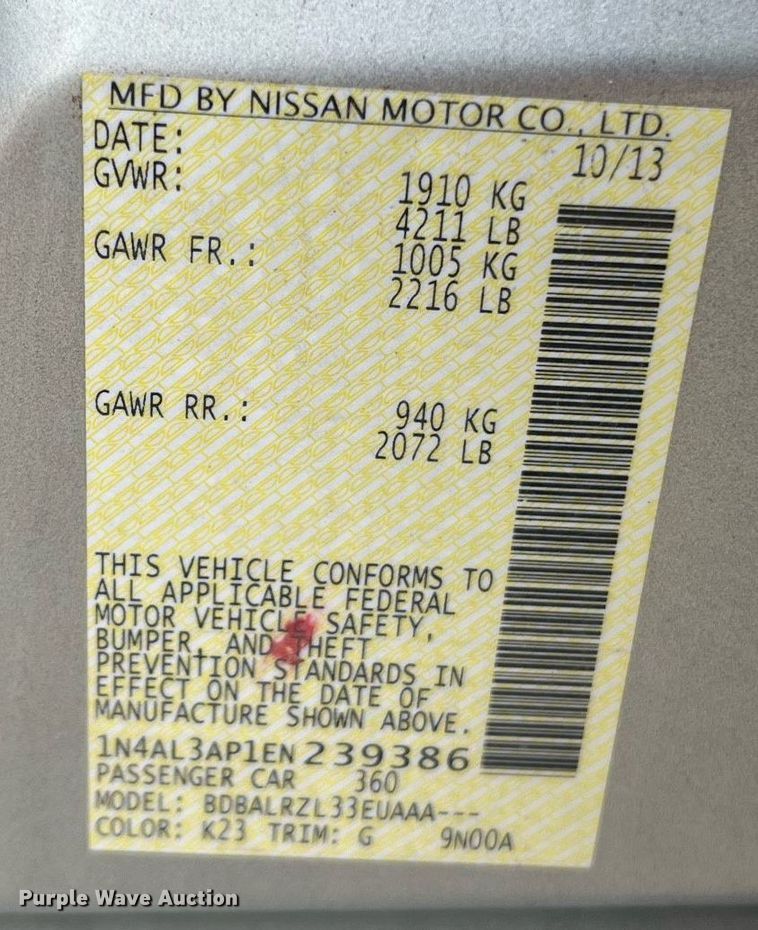 MFD BY NISSAN MOTOR CO., LTD.
DATE: 10/13
GVWR: 1910 KG
4211 LB
GAWR FR.: 1005 KG
2216 LB
GAWR RR.: 940 KG
2072 LB
THIS VEHICLE CONFORMS TO
ALL APPLICABLE FEDERAL
MOTOR VEHICLE SAFETY,
BUMPER, AND THEFT
PREVENTION STANDARDS IN
EFFECT ON THE DATE OF
MANUFACTURE SHOWN ABOVE.
1N4AL3AP1EN239386
PASSENGER CAR 360
MODEL: BDBALRZL33EUAAA---
COLOR: K23 TRIM: G 9N00A
Purple Wave Auction